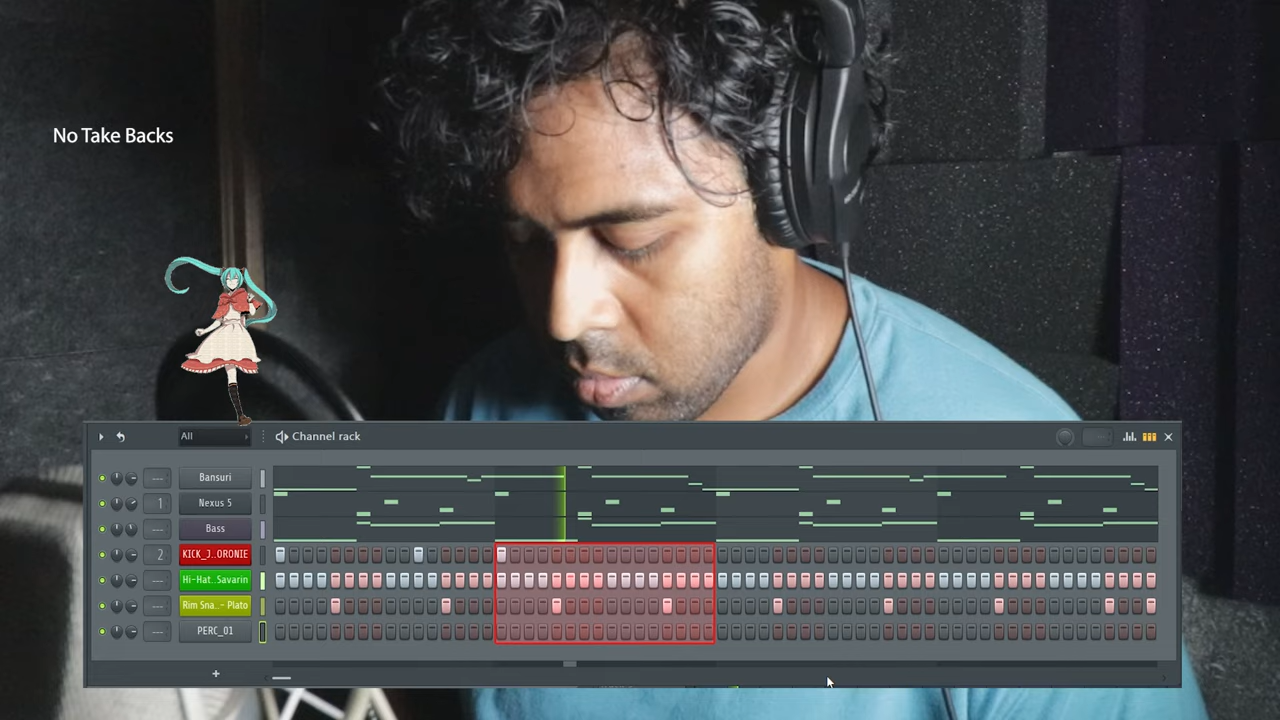 No Take Backs
All
Channel rack
--- Bansuri
1 Nexus 5
--- Bass
2 KICK_J..ORONIE
--- Hi-Hat..Savarin
--- Rim Sna..- Plato
--- PERC_01
+